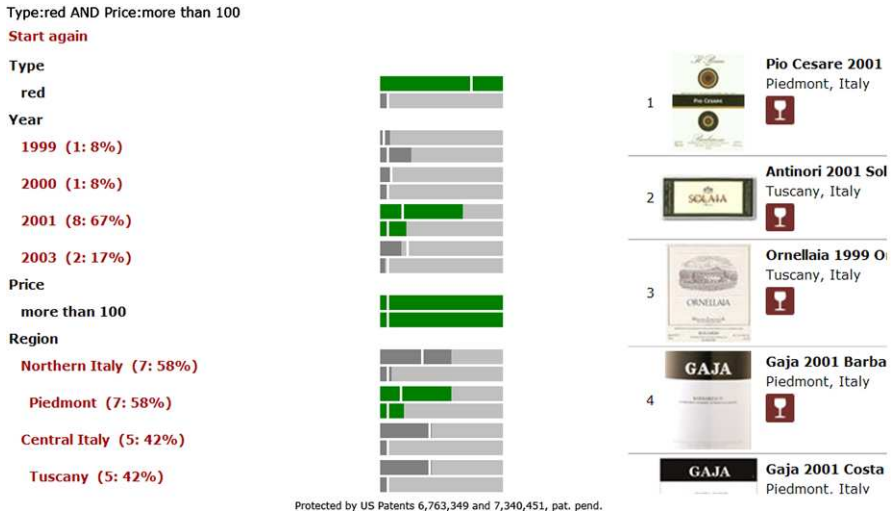 Type:red AND Price:more than 100
Start again
Type
red
Year
1999 (1: 8%)
2000 (1: 8%)
2001 (8: 67%)
2003 (2: 17%)
Price
more than 100
Region
Northern Italy (7: 58%)
Piedmont (7: 58%)
Central Italy (5: 42%)
Tuscany (5: 42%)
1
Pio Cesare
Pio Cesare 2001
Piedmont, Italy
2
SOLAIA
Antinori 2001 Sol
Tuscany, Italy
3
ORNELLAIA
Ornellaia 1999 O
Tuscany, Italy
4
GAJA
Gaja 2001 Barba
Piedmont, Italy
GAJA
Gaja 2001 Costa
Piedmont, Italy
Protected by US Patents 6,763,349 and 7,340,451, pat. pend.